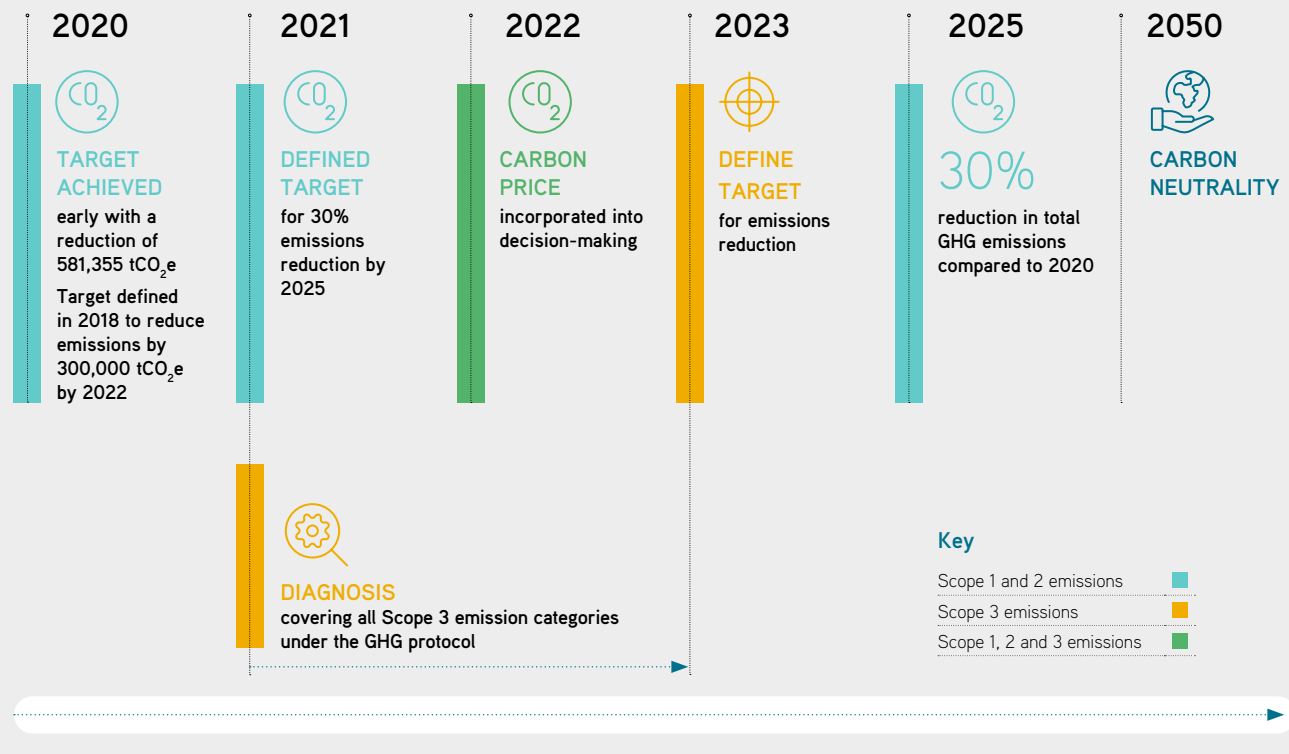 2020
CO2
TARGET
ACHIEVED
early with a
reduction of
581,355 tCO2e
Target defined
in 2018 to reduce
emissions by
300,000 tCO2e
by 2022
2021
CO2
DEFINED
TARGET
for 30%
emissions
reduction by
2025
DIAGNOSIS
covering all Scope 3 emission categories
under the GHG protocol
2022
CO2
CARBON
PRICE
incorporated into
decision-making
2023
DEFINE
TARGET
for emissions
reduction
2025
CO2
30%
reduction in total
GHG emissions
compared to 2020
2050
CARBON
NEUTRALITY
Key
Scope 1 and 2 emissions
Scope 3 emissions
Scope 1, 2 and 3 emissions